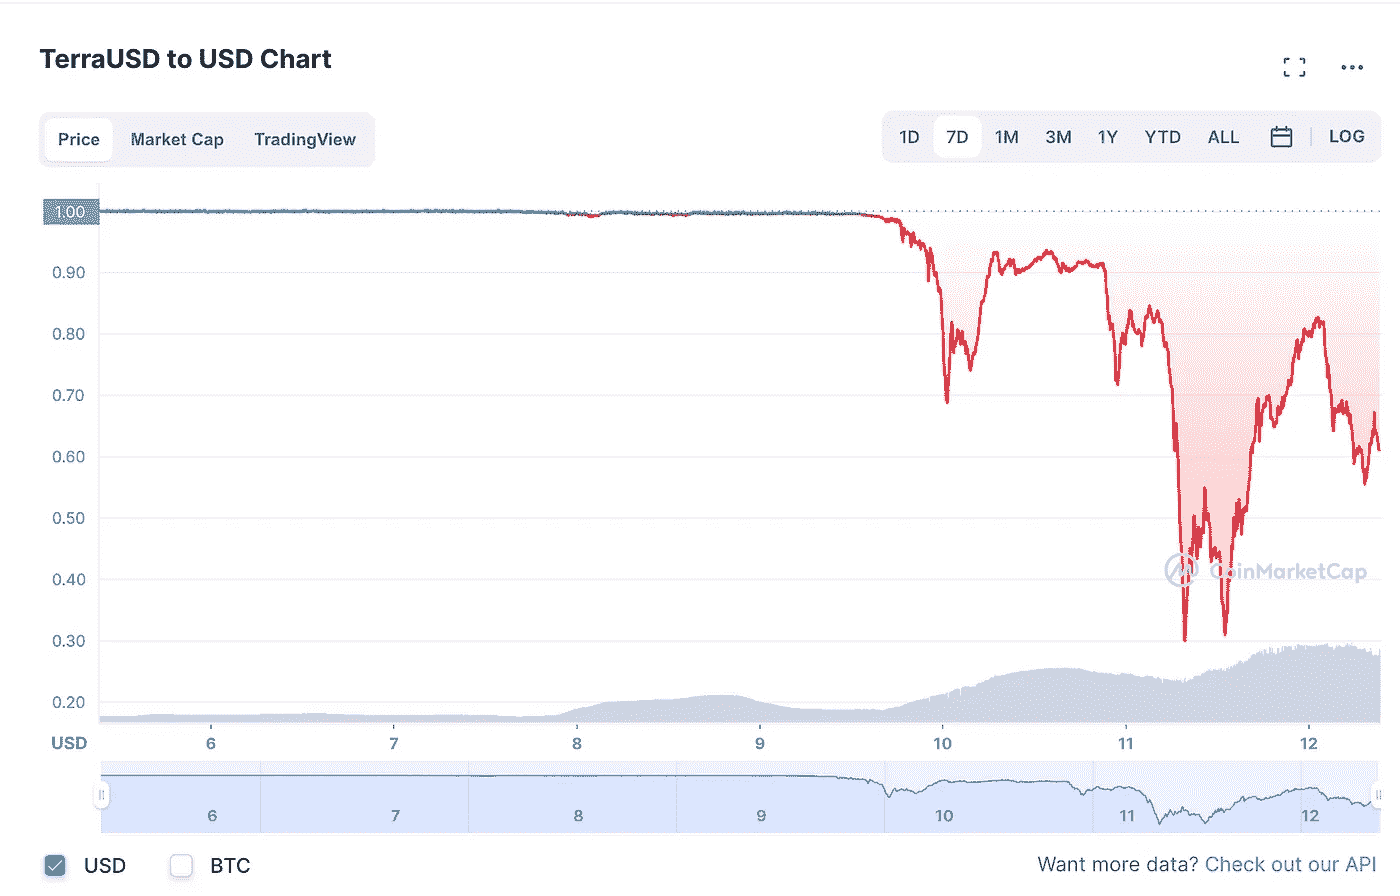 TerraUSD to USD Chart
Price Market Cap TradingView
1D 7D 1M 3M 1Y YTD ALL LOG
1.00
0.90
0.80
0.70
0.60
0.50
0.40
CoinMarketCap
0.30
0.20
USD 6 7 8 9 10 11 12
6 7 8 9 10 11 12
USD BTC
Want more data? Check out our API